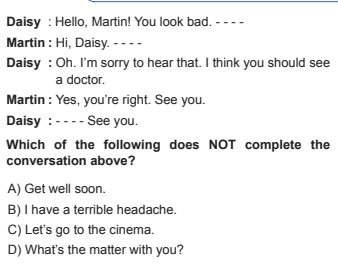 Daisy : Hello, Martin! You look bad. - - - -
Martin : Hi, Daisy. - - - -
Daisy : Oh. I'm sorry to hear that. I think you should see
a doctor.
Martin : Yes, you're right. See you.
Daisy : - - - - See you.
Which of the following does NOT complete the
conversation above?
A) Get well soon.
B) I have a terrible headache.
C) Let's go to the cinema.
D) What's the matter with you?